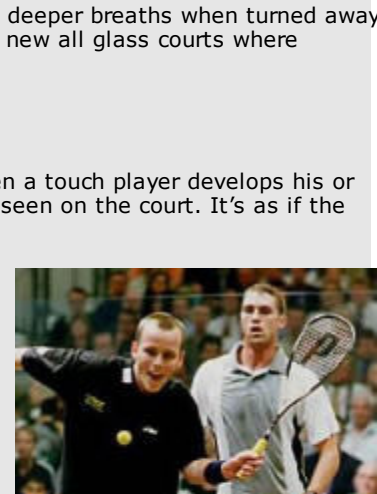 deeper breaths when turned away
new all glass courts where
en a touch player develops his or
seen on the court. It’s as if the